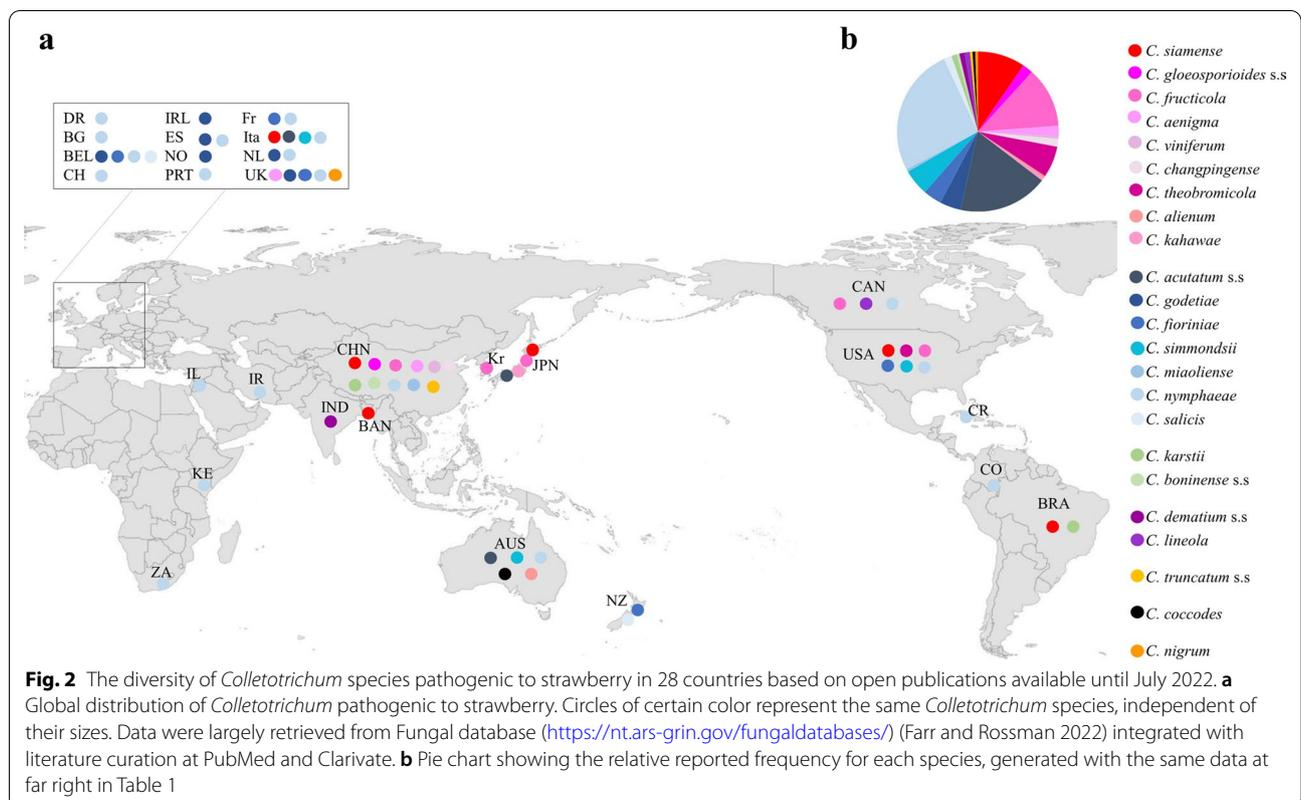 a
b
DR IRL Fr
BG ES Ita
BEL NO NL
CH PRT UK
C. siamense
C. gloeosporioides s.s
C. fructicola
C. aenigma
C. viniferum
C. changpingense
C. theobromicola
C. alienum
C. kahawae
C. acutatum s.s
C. godetiae
C. fioriniae
C. simmondsii
C. miaoliense
C. nymphaeae
C. salicis
C. karstii
C. boninense s.s
C. dematium s.s
C. lineola
C. truncatum s.s
C. coccodes
C. nigrum
CAN
CHN
Kr
JPN
USA
IL
IR
IND
BAN
CR
KE
CO
BRA
AUS
ZA
NZ
Fig. 2 The diversity of Colletotrichum species pathogenic to strawberry in 28 countries based on open publications available until July 2022. a
Global distribution of Colletotrichum pathogenic to strawberry. Circles of certain color represent the same Colletotrichum species, independent of
their sizes. Data were largely retrieved from Fungal database (https://nt.ars-grin.gov/fungaldatabases/) (Farr and Rossman 2022) integrated with
literature curation at PubMed and Clarivate. b Pie chart showing the relative reported frequency for each species, generated with the same data at
far right in Table 1